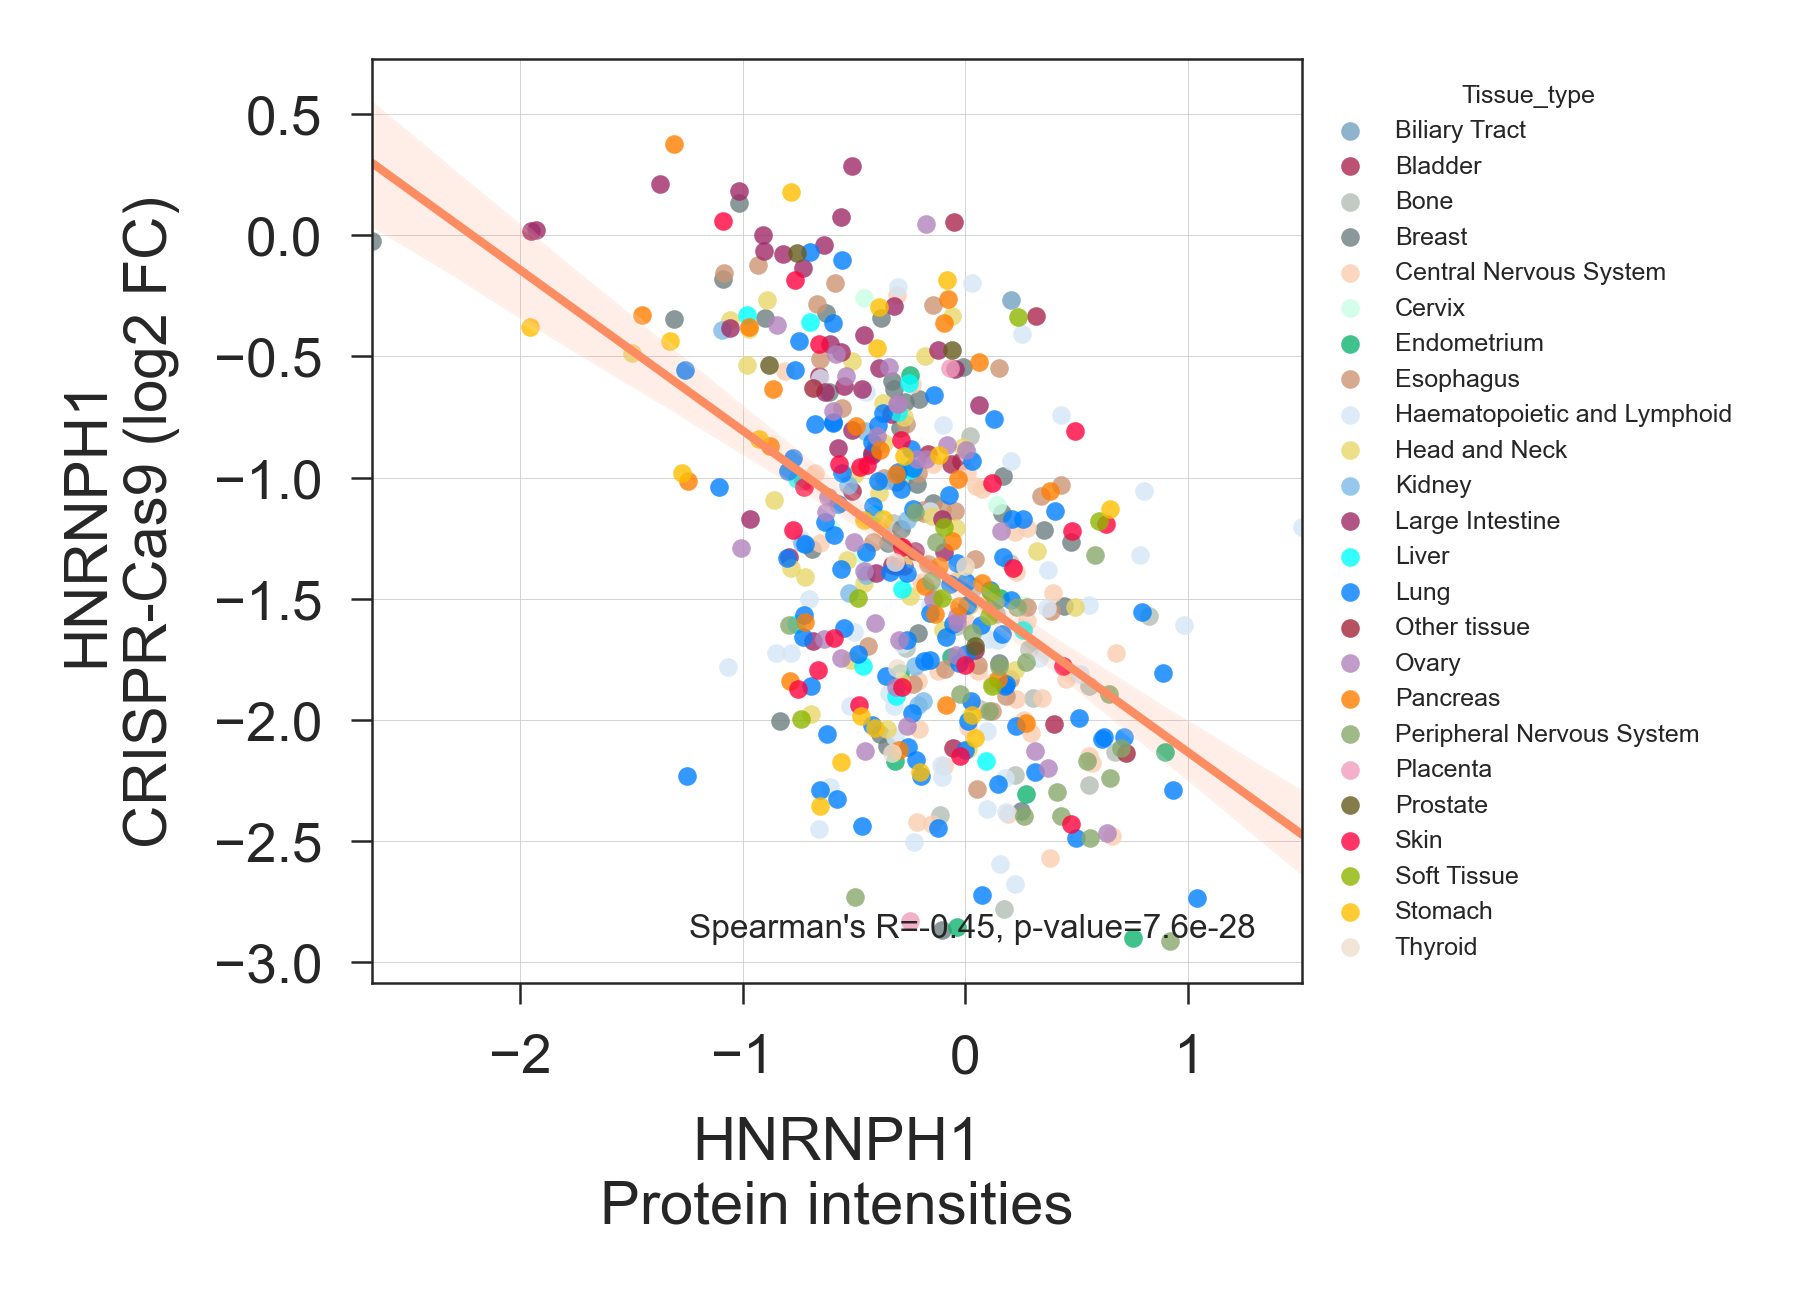 HNRNPH1
CRISPR-Cas9 (log2 FC)
0.5
0.0
−0.5
−1.0
−1.5
−2.0
−2.5
−3.0
Spearman's R=-0.45, p-value=7.6e-28
−2
−1
0
1
HNRNPH1
Protein intensities
Tissue_type
Biliary Tract
Bladder
Bone
Breast
Central Nervous System
Cervix
Endometrium
Esophagus
Haematopoietic and Lymphoid
Head and Neck
Kidney
Large Intestine
Liver
Lung
Other tissue
Ovary
Pancreas
Peripheral Nervous System
Placenta
Prostate
Skin
Soft Tissue
Stomach
Thyroid